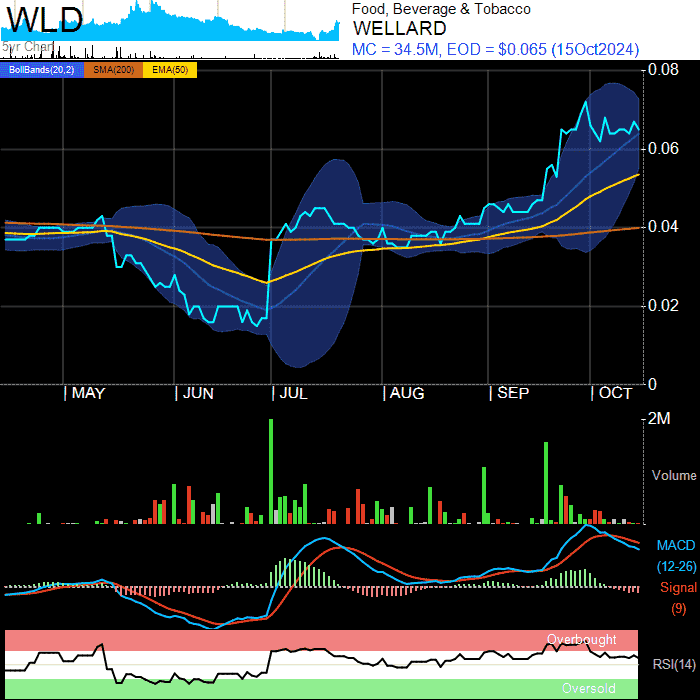 WLD
5yr Chart
Food, Beverage & Tobacco
WELLARD
MC = 34.5M, EOD = $0.065 (15Oct2024)
BollBands(20,2) SMA(200) EMA(50)
0.08
0.06
0.04
0.02
0
MAY JUN JUL AUG SEP OCT
2M
Volume
MACD
(12-26)
Signal
(9)
Overbought
RSI(14)
Oversold